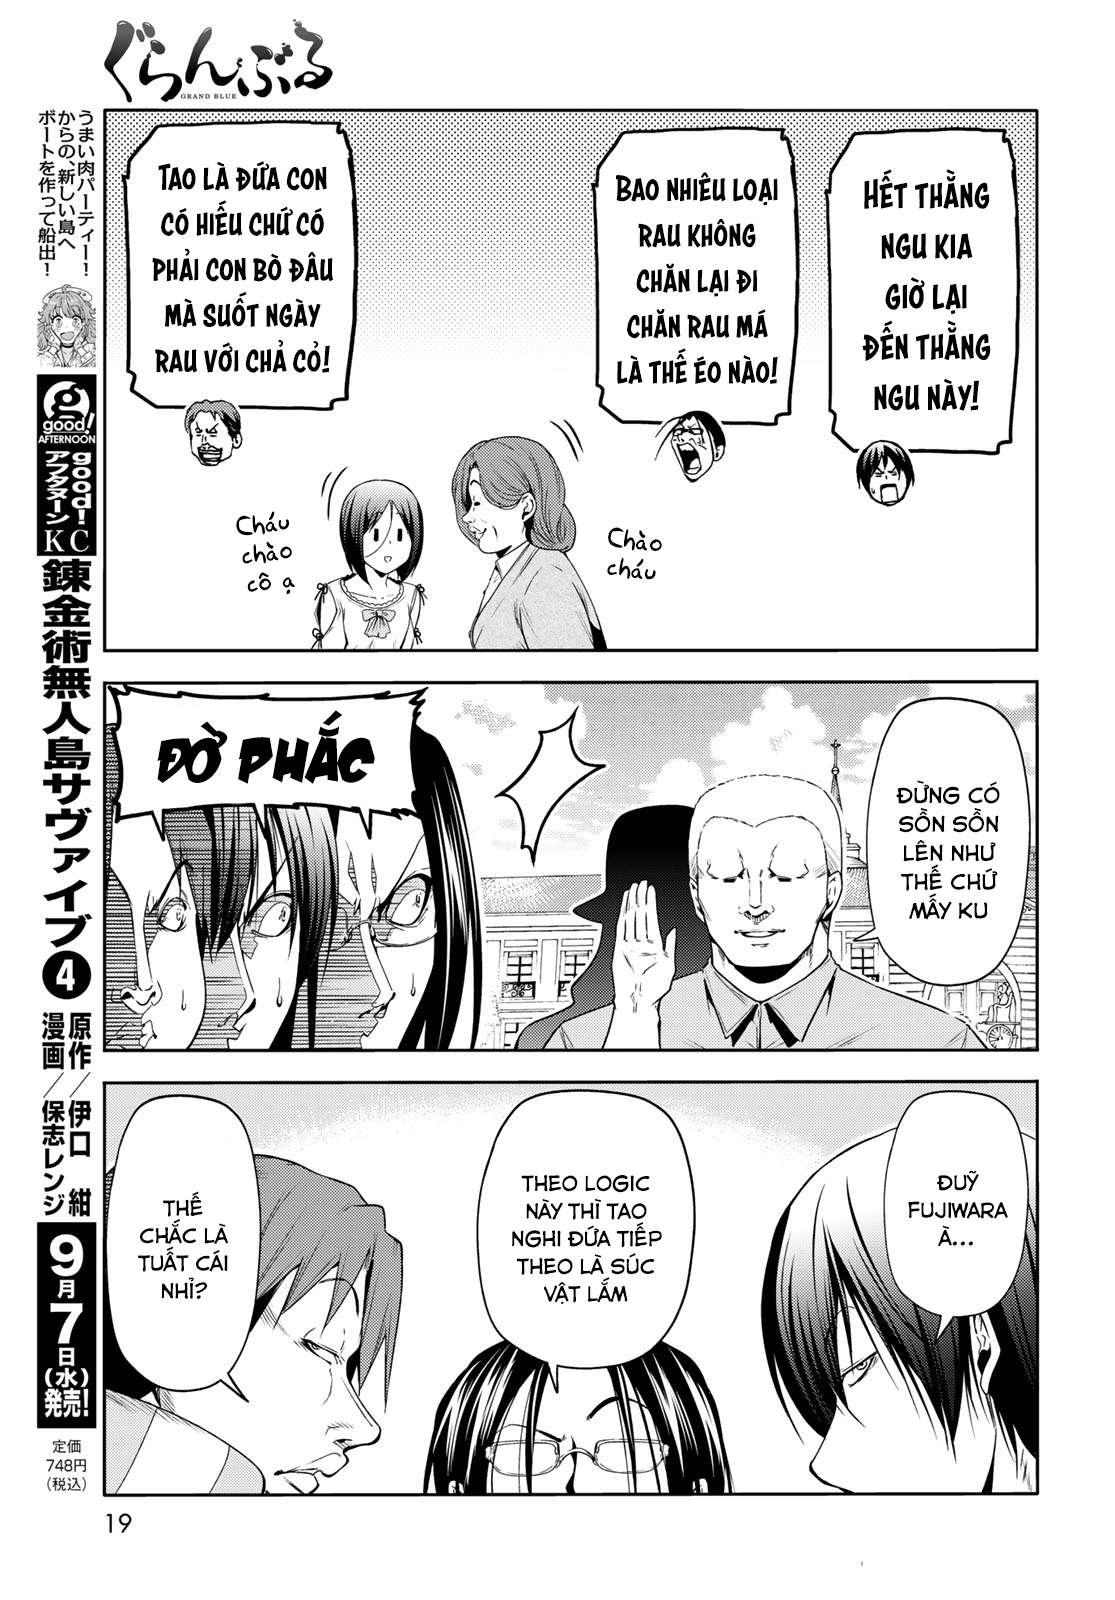 ぐらんぶる
GRAND BLUE
うまい肉パーティー!
からの、新しい島へ
ボートを作って船出!
good!
AFTERNOON
good!
アフタヌーン
KC
錬金術無人島サヴァイブ4
原作/伊口紺
漫画/保志レンジ
9月7日(水)発売!
定価
748円
(税込)
HẾT THẰNG
NGU KIA
GIỜ LẠI
ĐẾN THẰNG
NGU NÀY!
BAO NHIÊU LOẠI
RAU KHÔNG
CHĂN LẠI ĐI
CHĂN RAU MÁ
LÀ THẾ ÉO NÀO!
TAO LÀ ĐỨA CON
CÓ HIẾU CHỨ CÓ
PHẢI CON BÒ ĐÂU
MÀ SUỐT NGÀY
RAU VỚI CHẢ CỎ!
Chào
cháu
Cháu
chào
cô ạ
ĐỪNG CÓ
SỒN SỒN
LÊN NHƯ
THẾ CHỨ
MẤY KU
ĐỜ PHẮC
ĐUỸ
FUJIWARA
À...
THEO LOGIC
NÀY THÌ TAO
NGHI ĐỨA TIẾP
THEO LÀ SÚC
VẬT LẮM
THẾ
CHẮC LÀ
TUẤT CÁI
NHỈ?
19